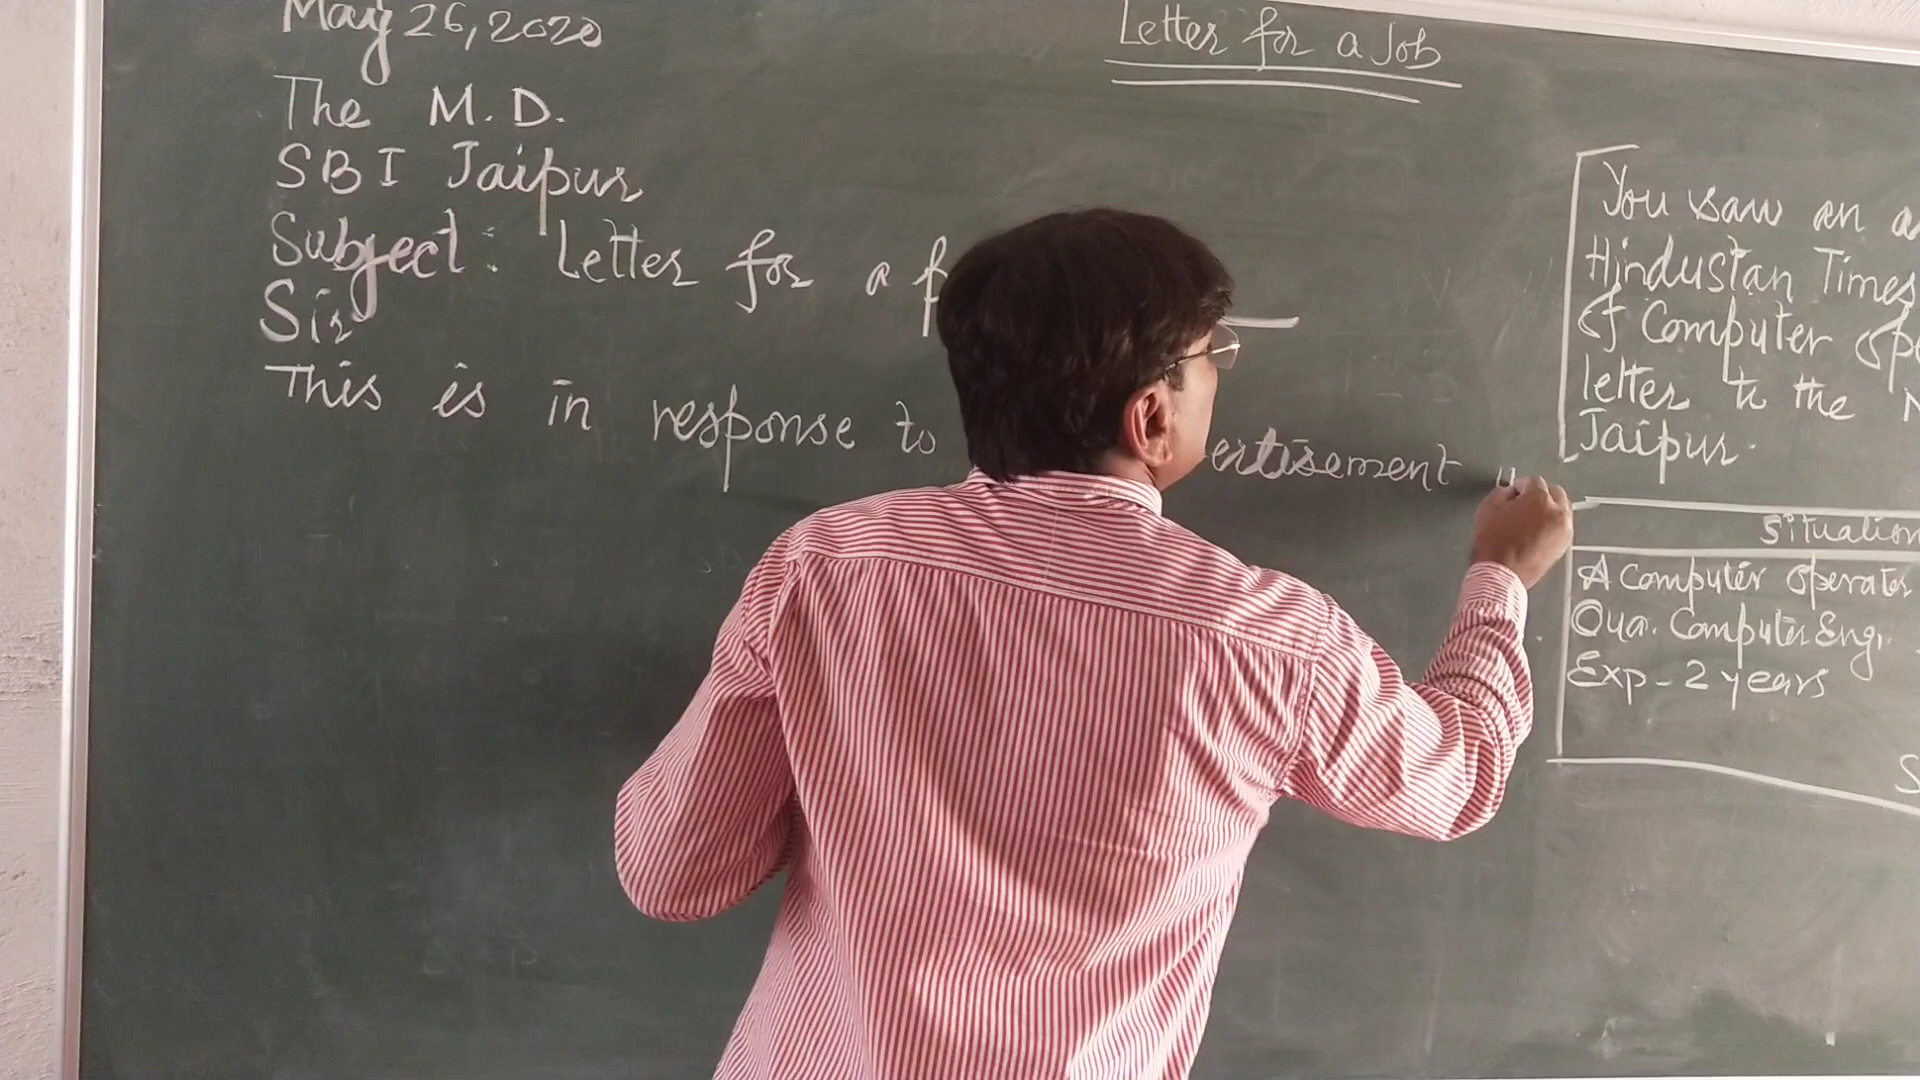 May 26, 2020
The M.D.
SBI Jaipur
Subject: Letter for a
Sir
This is in response to ertisement
Letter for a Job
You saw an a
Hindustan Times
of Computer Ope
letter to the M
Jaipur.
Situation
A Computer Operator
Qua. Computer Eng.
Exp - 2 years
S